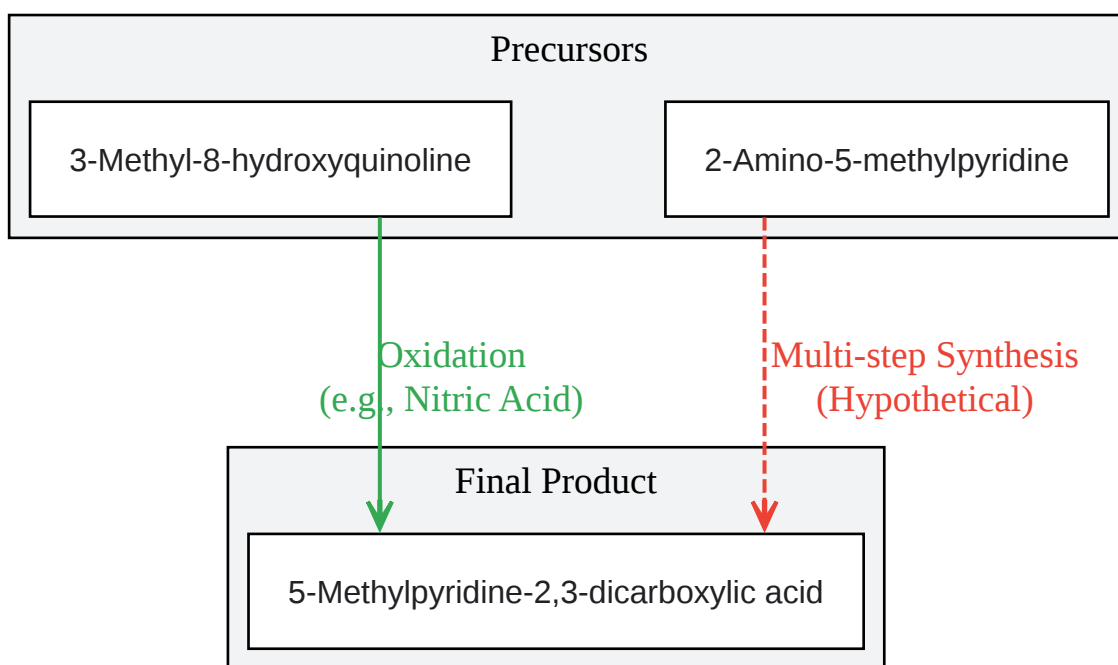 Precursors
3-Methyl-8-hydroxyquinoline
2-Amino-5-methylpyridine
Oxidation
(e.g., Nitric Acid)
Multi-step Synthesis
(Hypothetical)
Final Product
5-Methylpyridine-2,3-dicarboxylic acid